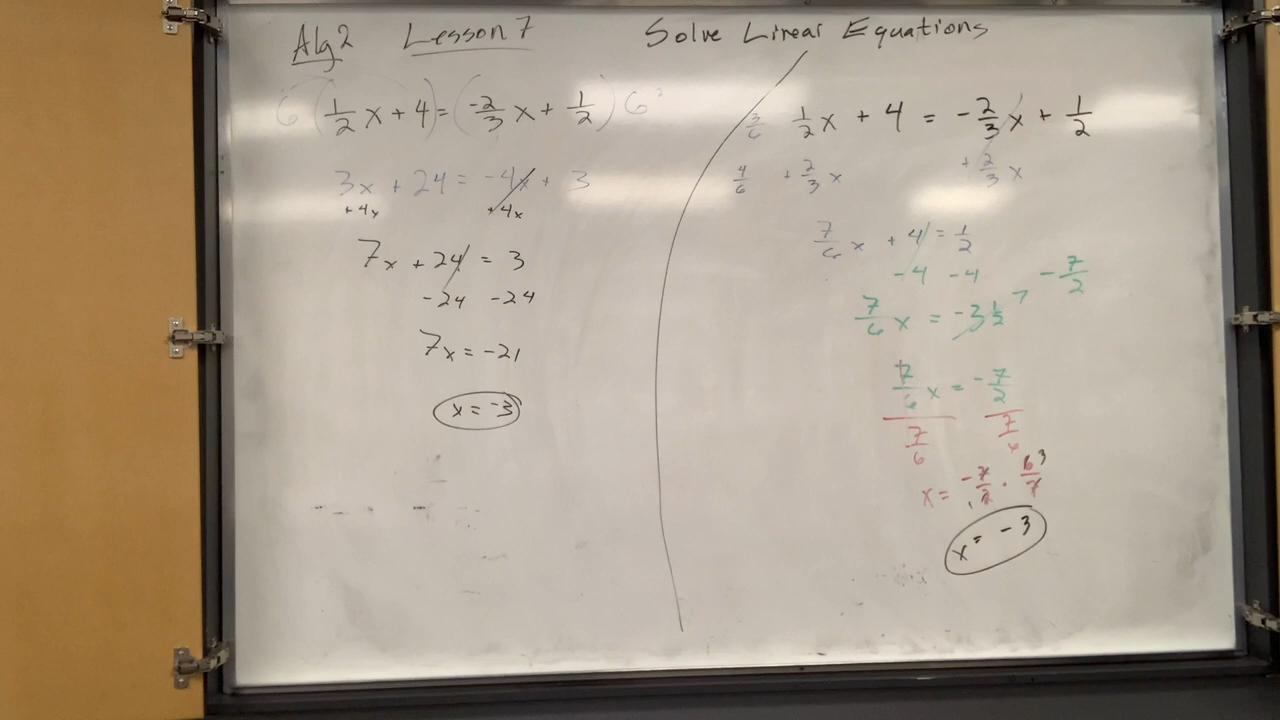 Alg2 Lesson 7 Solve Linear Equations
6 (1/2 x + 4) = (-2/3 x + 1/2) 6
3x + 24 = -4x + 3
+4x +4x
7x + 24 = 3
-24 -24
7x = -21
x = -3
3/6 1/2 x + 4 = -2/3 x + 1/2
4/6 + 2/3 x + 2/3 x
7/6 x + 4 = 1/2
-4 -4 -7/2
7/6 x = -3 1/2
7/6 x = -7/2
7/6 7/6
x = -7/2 · 6/7 3
x = -3